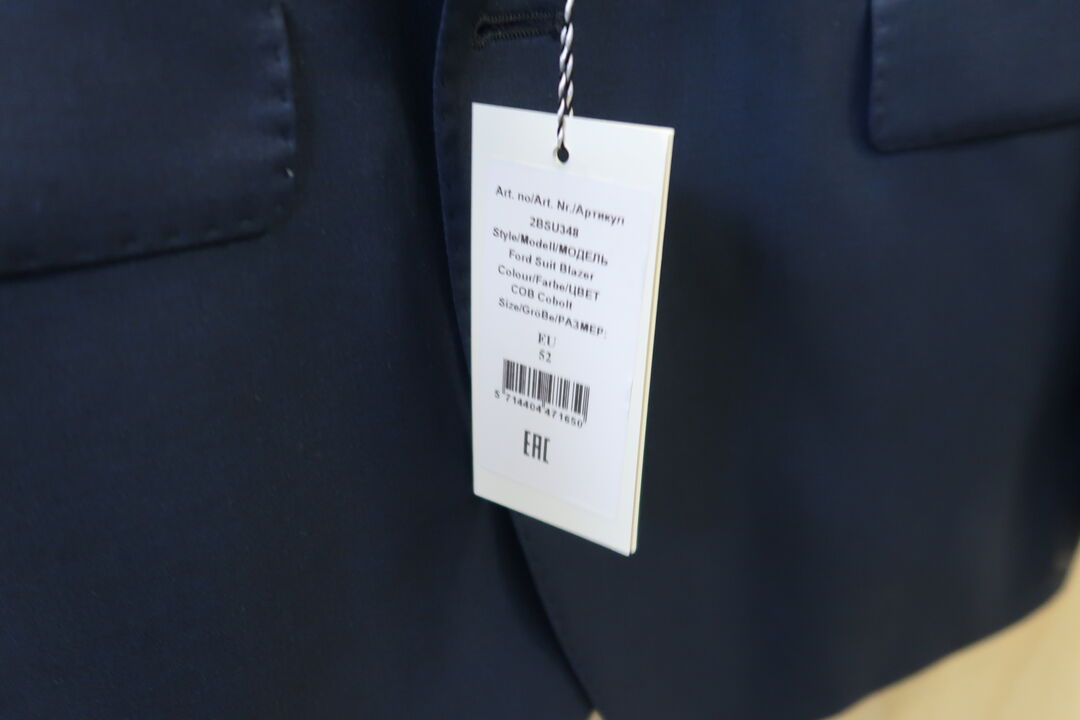 Art. no/Art. Nr./Артикул
2BSU348
Style/Modell/МОДЕЛЬ
Ford Suit Blazer
Colour/Farbe/ЦВЕТ
COB Cobolt
Size/Große/РАЗМЕР:
EU
52
5 714404 471650
EAC